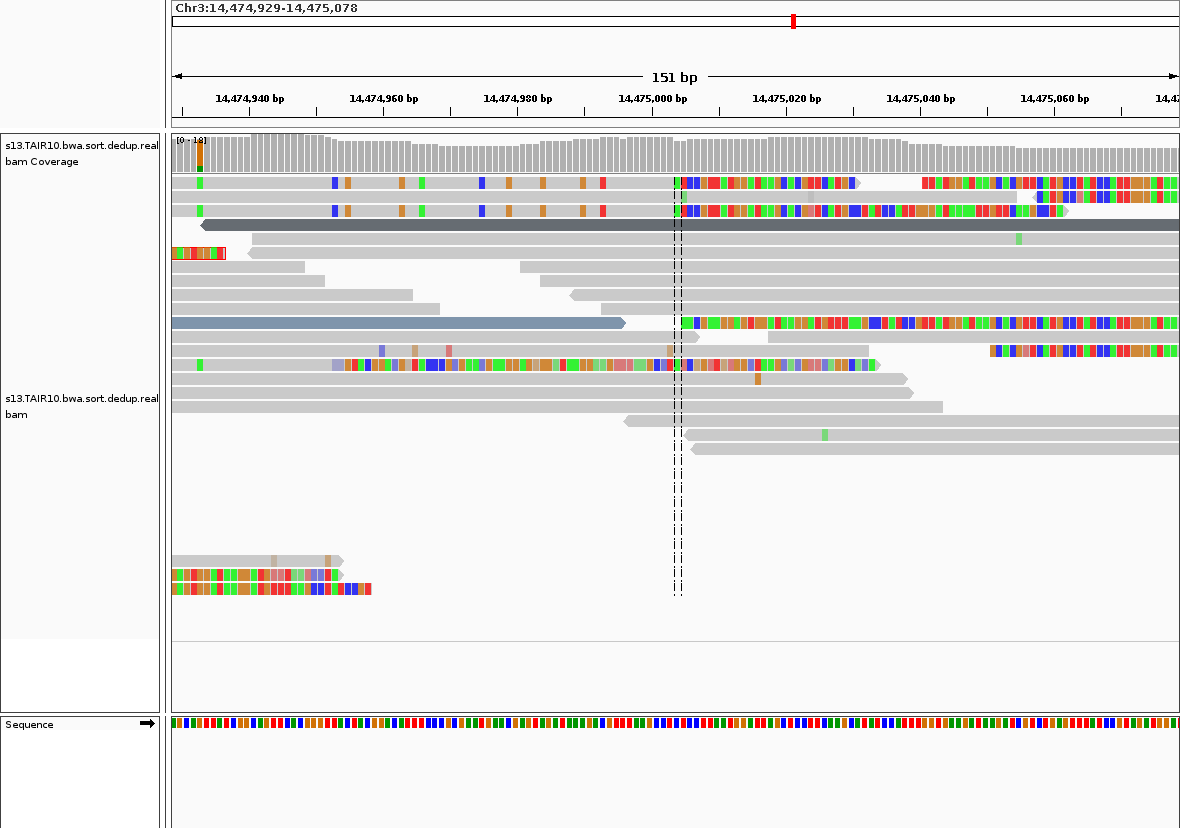 Chr3:14,474,929-14,475,078
151 bp
14,474,940 bp 14,474,960 bp 14,474,980 bp 14,475,000 bp 14,475,020 bp 14,475,040 bp 14,475,060 bp 14,47
s13.TAIR10.bwa.sort.dedup.real
bam Coverage
[0 - 18]
s13.TAIR10.bwa.sort.dedup.real
bam
Sequence